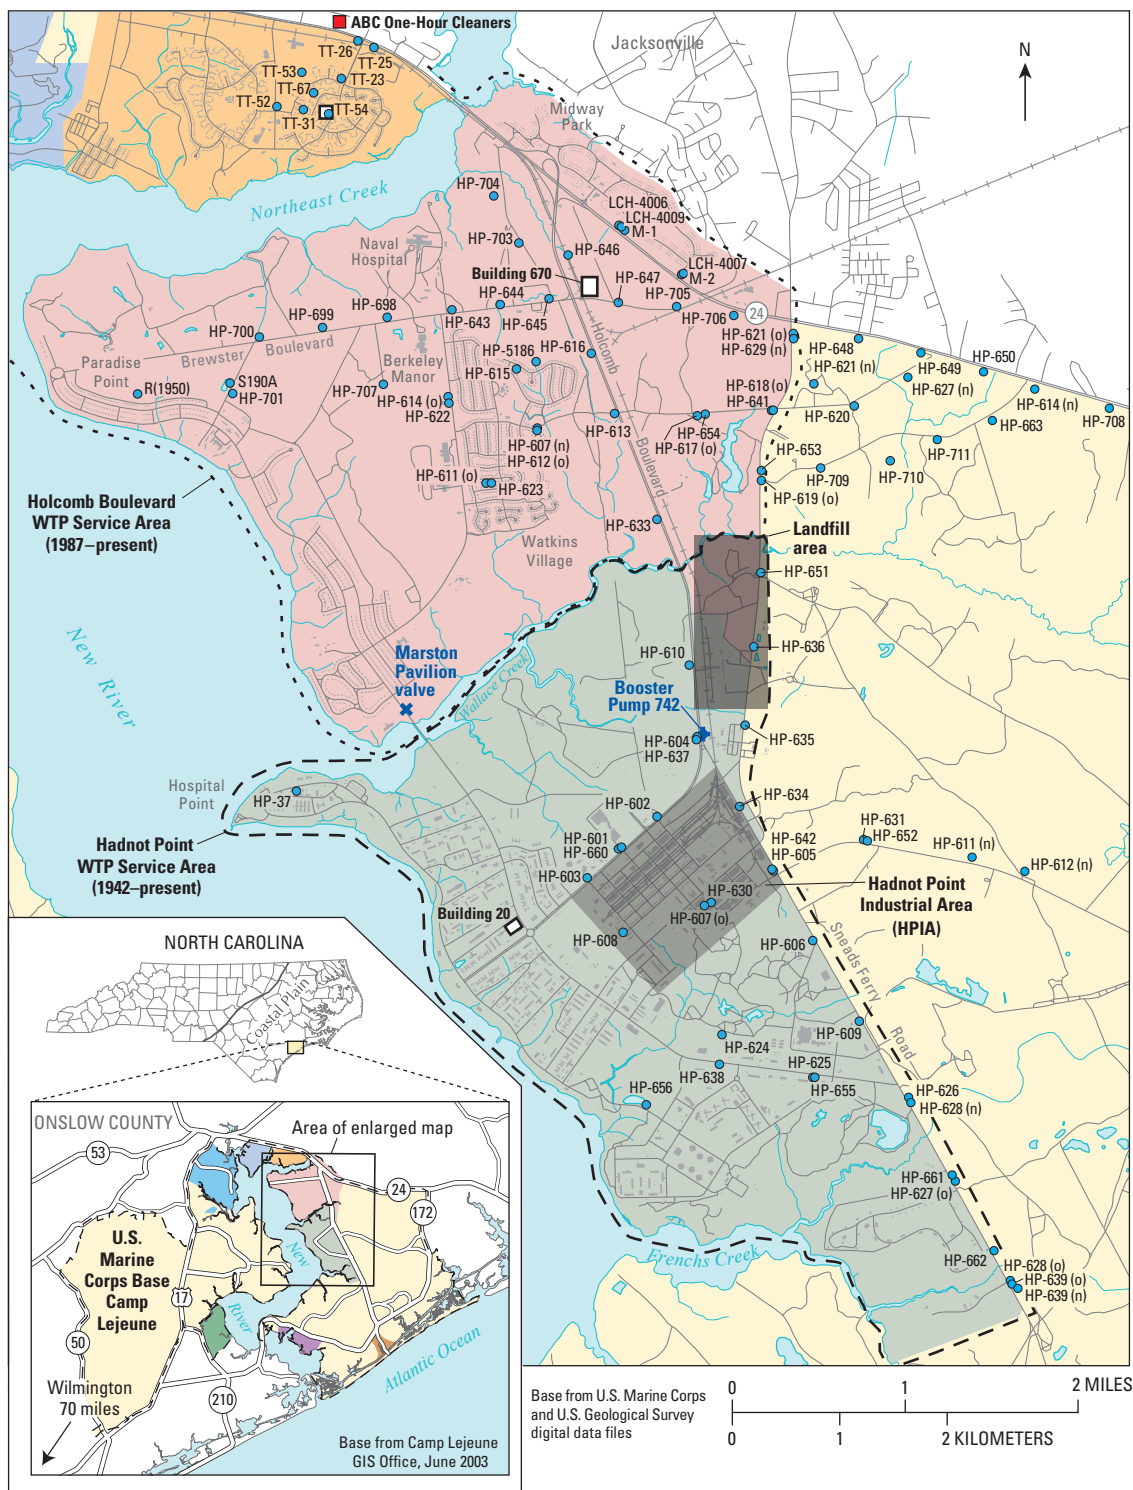 ABC One-Hour Cleaners
TT-26
TT-25
TT-53
TT-23
TT-67
TT-52
TT-54
TT-31
Jacksonville
N
Midway
Park
Northeast Creek
HP-704
LCH-4006
LCH-4009
M-1
HP-703
Naval
Hospital
HP-646
LCH-4007
M-2
Building 670
HP-647
HP-644
HP-705
HP-698
HP-643
HP-645
HP-706
24
HP-699
HP-700
Holcomb
HP-621 (o)
HP-629 (n)
HP-648
Brewster
Boulevard
HP-616
HP-5186
HP-621 (n)
HP-649
HP-650
Paradise
Point
Berkeley
Manor
HP-615
HP-627 (n)
R(1950)
S190A
HP-701
HP-707
HP-614 (o)
HP-622
HP-618 (o)
HP-641
HP-614 (n)
HP-620
HP-663
HP-708
HP-613
HP-654
HP-617 (o)
HP-607 (n)
HP-612 (o)
Boulevard
HP-711
HP-653
HP-709
HP-710
HP-611 (o)
HP-623
HP-619 (o)
Holcomb Boulevard
WTP Service Area
(1987–present)
HP-633
Landfill
area
Watkins
Village
HP-651
New River
HP-636
Marston
Pavilion
valve
Wallace Creek
HP-610
Booster
Pump 742
HP-604
HP-637
HP-635
Hospital
Point
HP-37
HP-602
HP-634
Hadnot Point
WTP Service Area
(1942–present)
HP-601
HP-660
HP-642
HP-605
HP-631
HP-652
HP-611 (n)
HP-612 (n)
HP-603
HP-630
HP-607 (o)
Hadnot Point
Industrial Area
(HPIA)
Building 20
HP-608
HP-606
Sneads Ferry
Road
HP-609
HP-624
HP-638
HP-625
HP-655
HP-656
HP-626
HP-628 (n)
HP-661
HP-627 (o)
HP-662
Frenchs Creek
HP-628 (o)
HP-639 (o)
HP-639 (n)
NORTH CAROLINA
Coastal Plain
ONSLOW COUNTY
Area of enlarged map
53
24
172
U.S.
Marine
Corps Base
Camp
Lejeune
New
River
17
50
210
Wilmington
70 miles
Atlantic Ocean
Base from Camp Lejeune
GIS Office, June 2003
Base from U.S. Marine Corps
and U.S. Geological Survey
digital data files
0 1 2 MILES
0 1 2 KILOMETERS